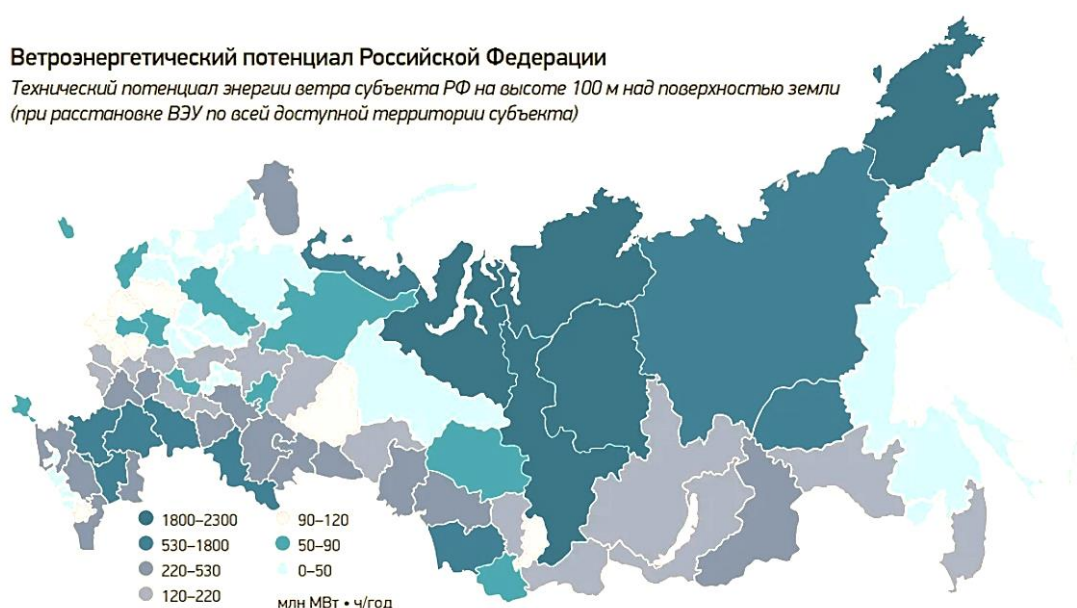 Ветроэнергетический потенциал Российской Федерации
Технический потенциал энергии ветра субъекта РФ на высоте 100 м над поверхностью земли
(при расстановке ВЭУ по всей доступной территории субъекта)
1800–2300
530–1800
220–530
120–220
90–120
50–90
0–50
млн МВт • ч/год